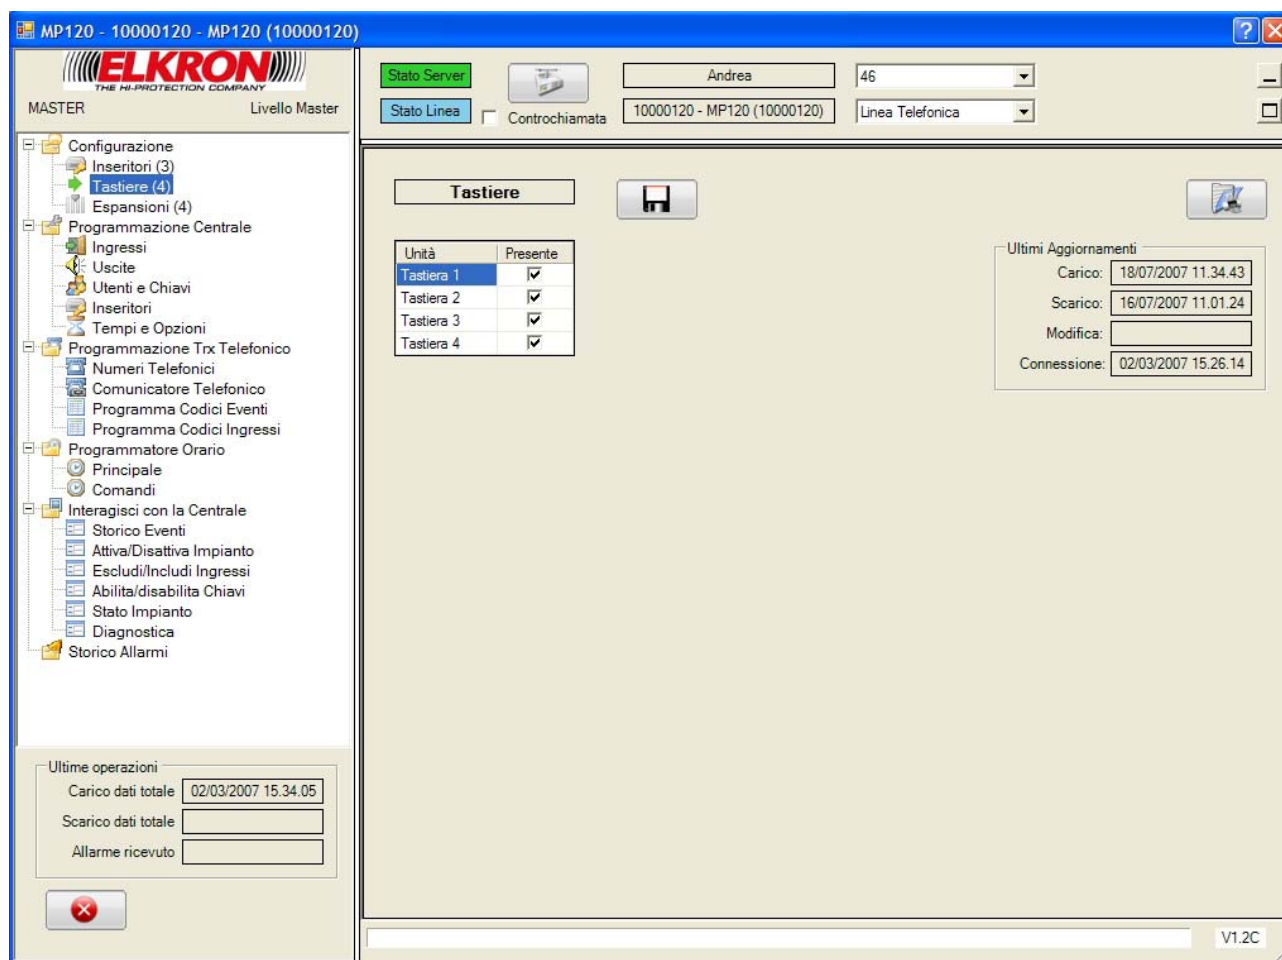 MP120 - 10000120 - MP120 (10000120)
ELKRON
THE HI-PROTECTION COMPANY
MASTER Livello Master
Configurazione
Inseritori (3)
Tastiere (4)
Espansioni (4)
Programmazione Centrale
Ingressi
Uscite
Utenti e Chiavi
Inseritori
Tempi e Opzioni
Programmazione Trx Telefonico
Numeri Telefonici
Comunicatore Telefonico
Programma Codici Eventi
Programma Codici Ingressi
Programmatore Orario
Principale
Comandi
Interagisci con la Centrale
Storico Eventi
Attiva/Disattiva Impianto
Escludi/Includi Ingressi
Abilita/disabilita Chiavi
Stato Impianto
Diagnostica
Storico Allarmi
Ultime operazioni
Carico dati totale 02/03/2007 15.34.05
Scarico dati totale
Allarme ricevuto
Stato Server Andrea 46
Stato Linea Controchiamata 10000120 - MP120 (10000120) Linea Telefonica
Tastiere
Unità Presente
Tastiera 1
Tastiera 2
Tastiera 3
Tastiera 4
Ultimi Aggiornamenti
Carico: 18/07/2007 11.34.43
Scarico: 16/07/2007 11.01.24
Modifica:
Connessione: 02/03/2007 15.26.14
V1.2C